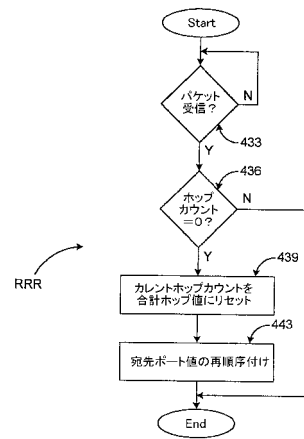 Start
パケット
受信?
N
433
Y
436
ホップ
カウント
=0?
N
Y
RRR
439
カレントホップカウントを
合計ホップ値にリセット
443
宛先ポート値の再順序付け
End